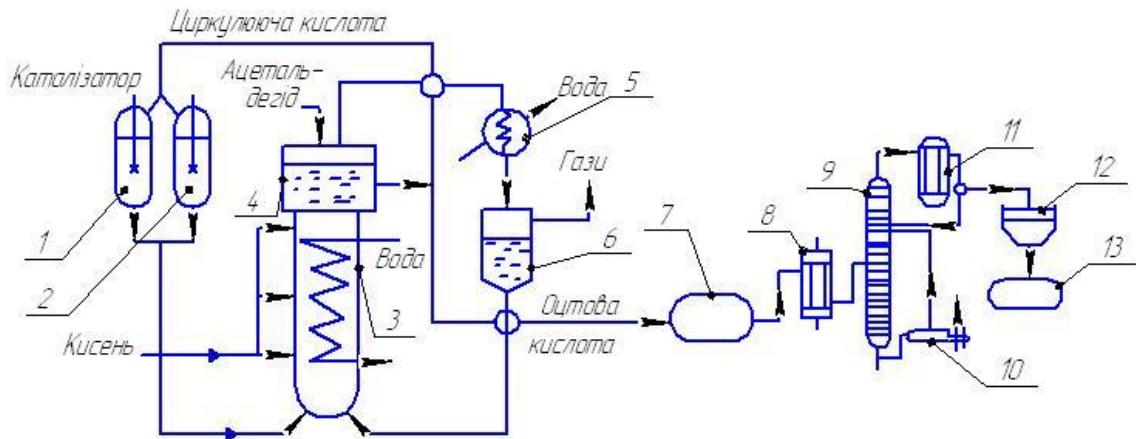 Циркулююча кислота
Каталізатор
Ацеталь-
дегід
Вода
5
Гази
11
9
12
4
7
8
1
Вода
6
13
2
3
Оцтова
Кисень
кислота
10